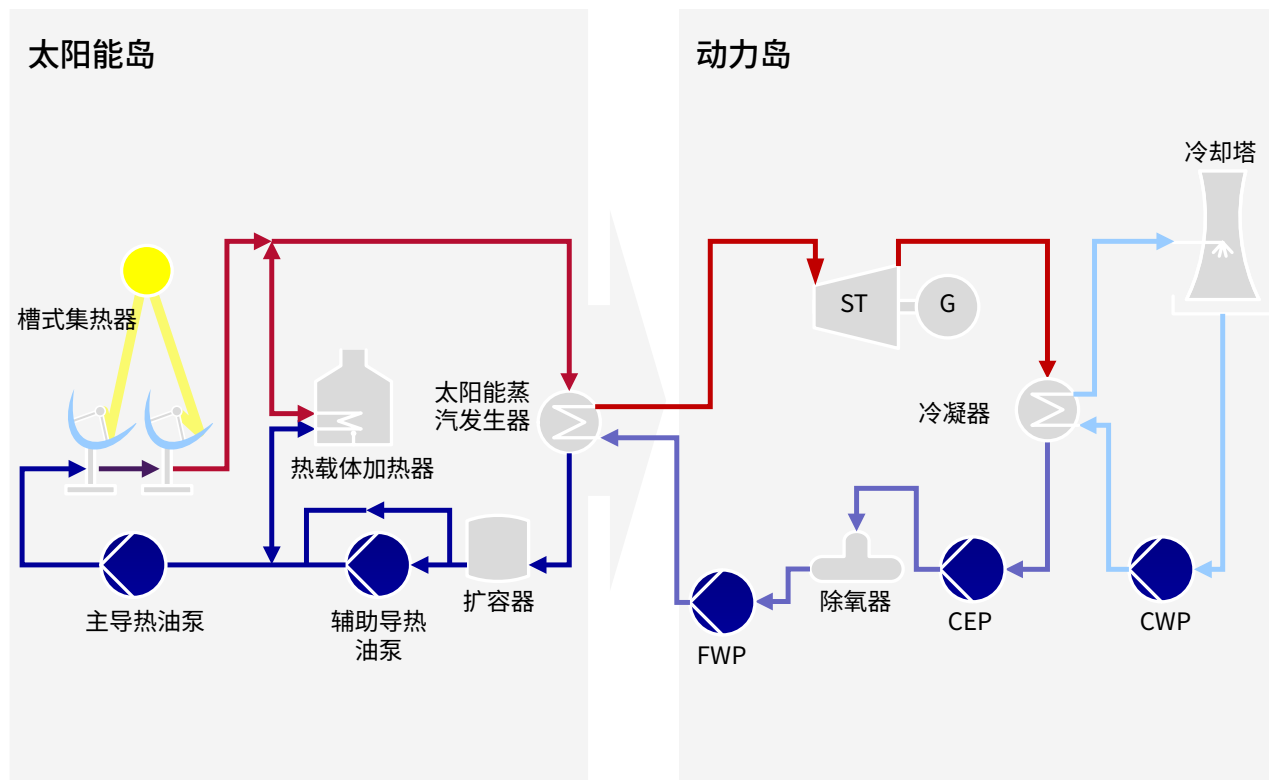 太阳能岛
动力岛
冷却塔
槽式集热器
ST
G
太阳能蒸
汽发生器
冷凝器
热载体加热器
扩容器
除氧器
主导热油泵
辅助导热
油泵
CEP
CWP
FWP